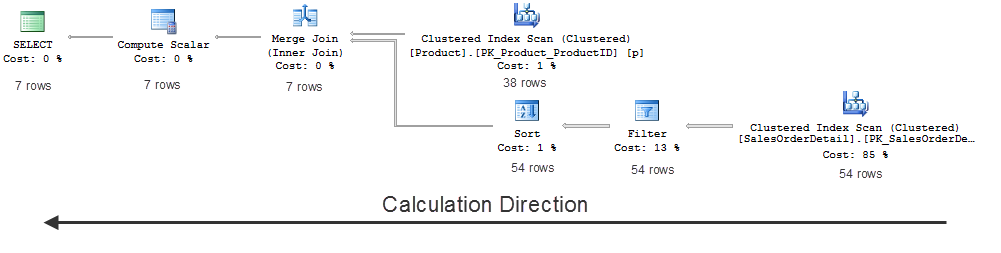 SELECT
Cost: 0 %
7 rows
Compute Scalar
Cost: 0 %
7 rows
Merge Join
(Inner Join)
Cost: 0 %
7 rows
Clustered Index Scan (Clustered)
[Product].[PK_Product_ProductID] [p]
Cost: 1 %
38 rows
Sort
Cost: 1 %
54 rows
Filter
Cost: 13 %
54 rows
Clustered Index Scan (Clustered)
[SalesOrderDetail].[PK_SalesOrderDe…
Cost: 85 %
54 rows
Calculation Direction